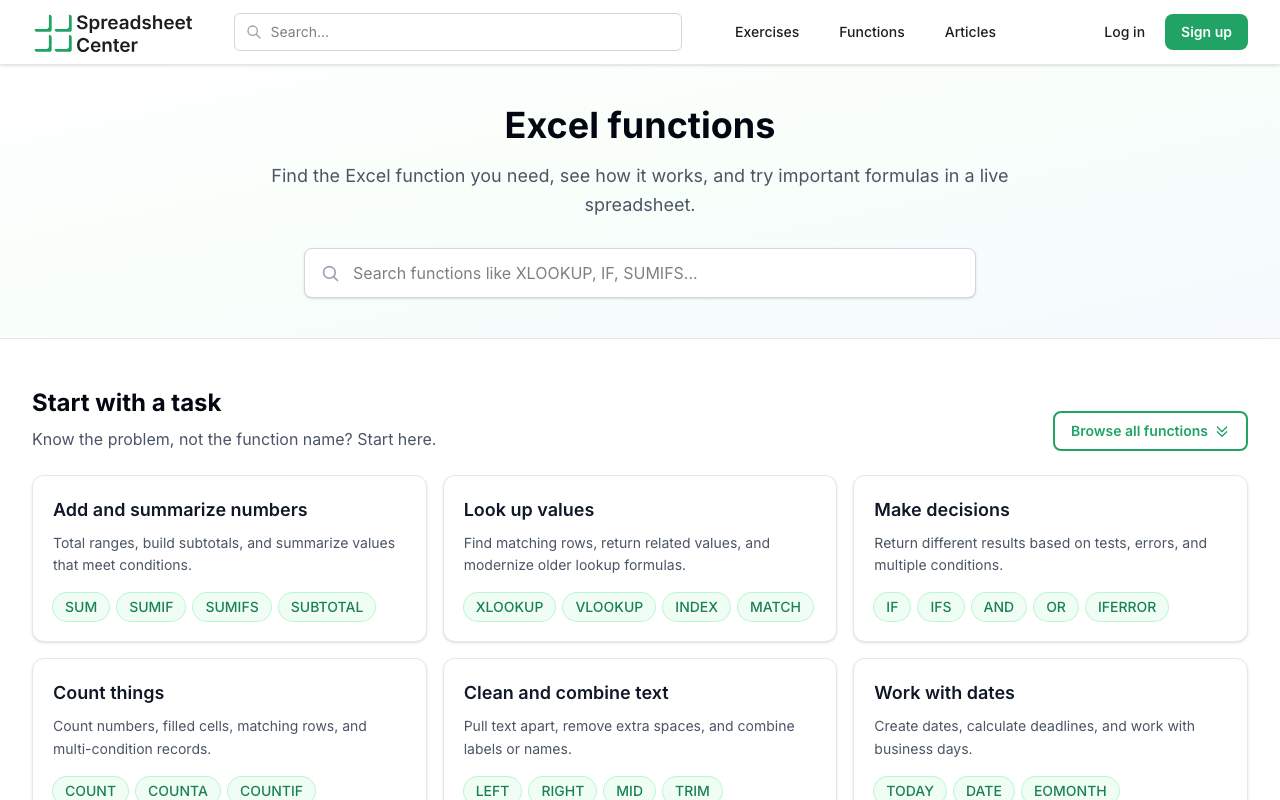 Spreadsheet
Center
Search...
Exercises
Functions
Articles
Log in
Sign up
Excel functions
Find the Excel function you need, see how it works, and try important formulas in a live
spreadsheet.
Search functions like XLOOKUP, IF, SUMIFS...
Start with a task
Know the problem, not the function name? Start here.
Browse all functions
Add and summarize numbers
Total ranges, build subtotals, and summarize values
that meet conditions.
SUM SUMIF SUMIFS SUBTOTAL
Look up values
Find matching rows, return related values, and
modernize older lookup formulas.
XLOOKUP VLOOKUP INDEX MATCH
Make decisions
Return different results based on tests, errors, and
multiple conditions.
IF IFS AND OR IFERROR
Count things
Count numbers, filled cells, matching rows, and
multi-condition records.
COUNT COUNTA COUNTIF
Clean and combine text
Pull text apart, remove extra spaces, and combine
labels or names.
LEFT RIGHT MID TRIM
Work with dates
Create dates, calculate deadlines, and work with
business days.
TODAY DATE EOMONTH